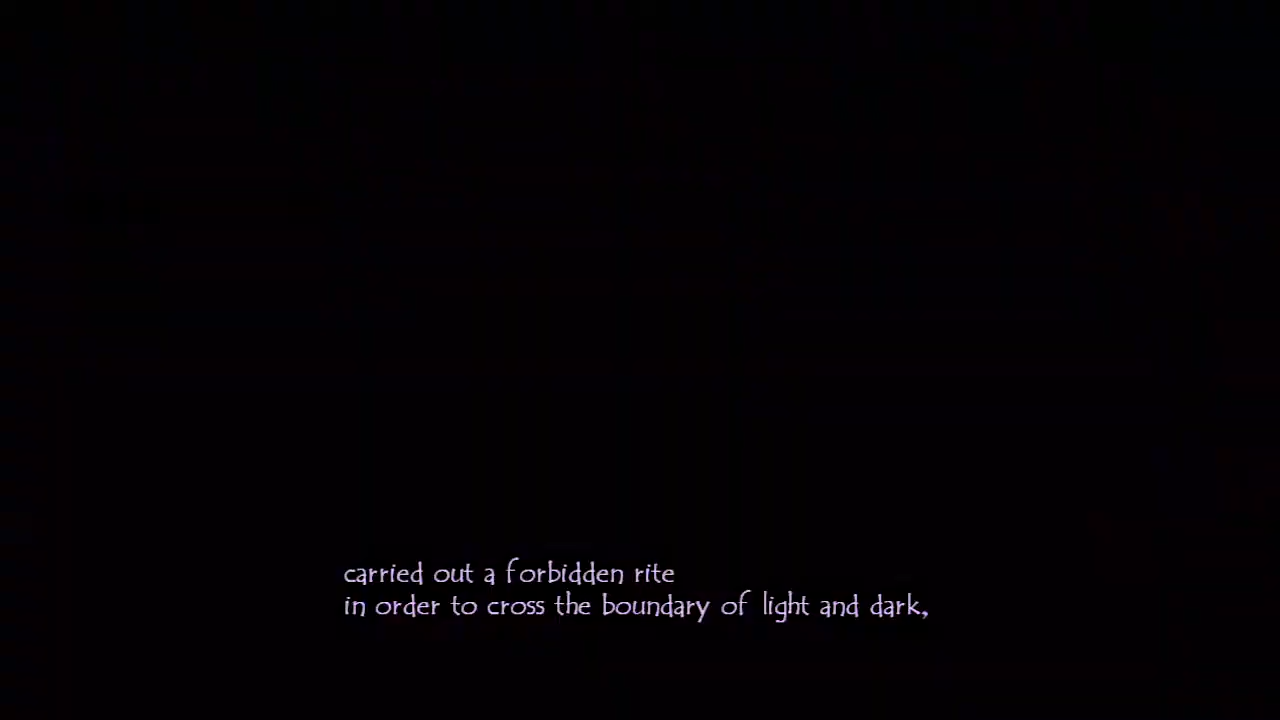 carried out a forbidden rite
in order to cross the boundary of light and dark,